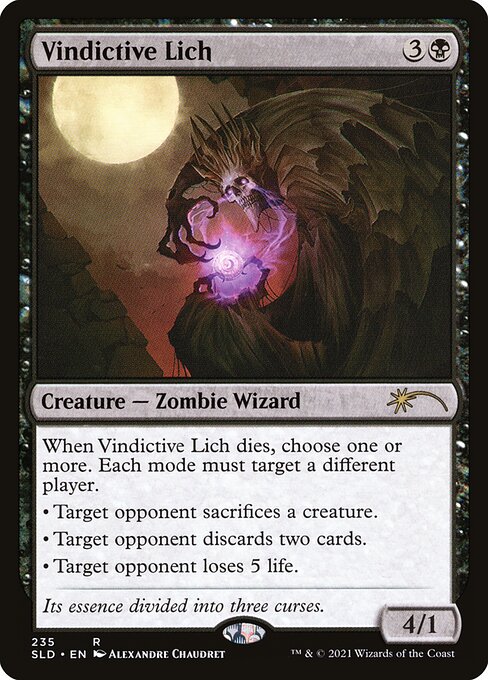 Vindictive Lich 3
Creature — Zombie Wizard
When Vindictive Lich dies, choose one or
more. Each mode must target a different
player.
• Target opponent sacrifices a creature.
• Target opponent discards two cards.
• Target opponent loses 5 life.
Its essence divided into three curses.
4/1
235 R
SLD • EN Alexandre Chaudret ™ & © 2021 Wizards of the Coast